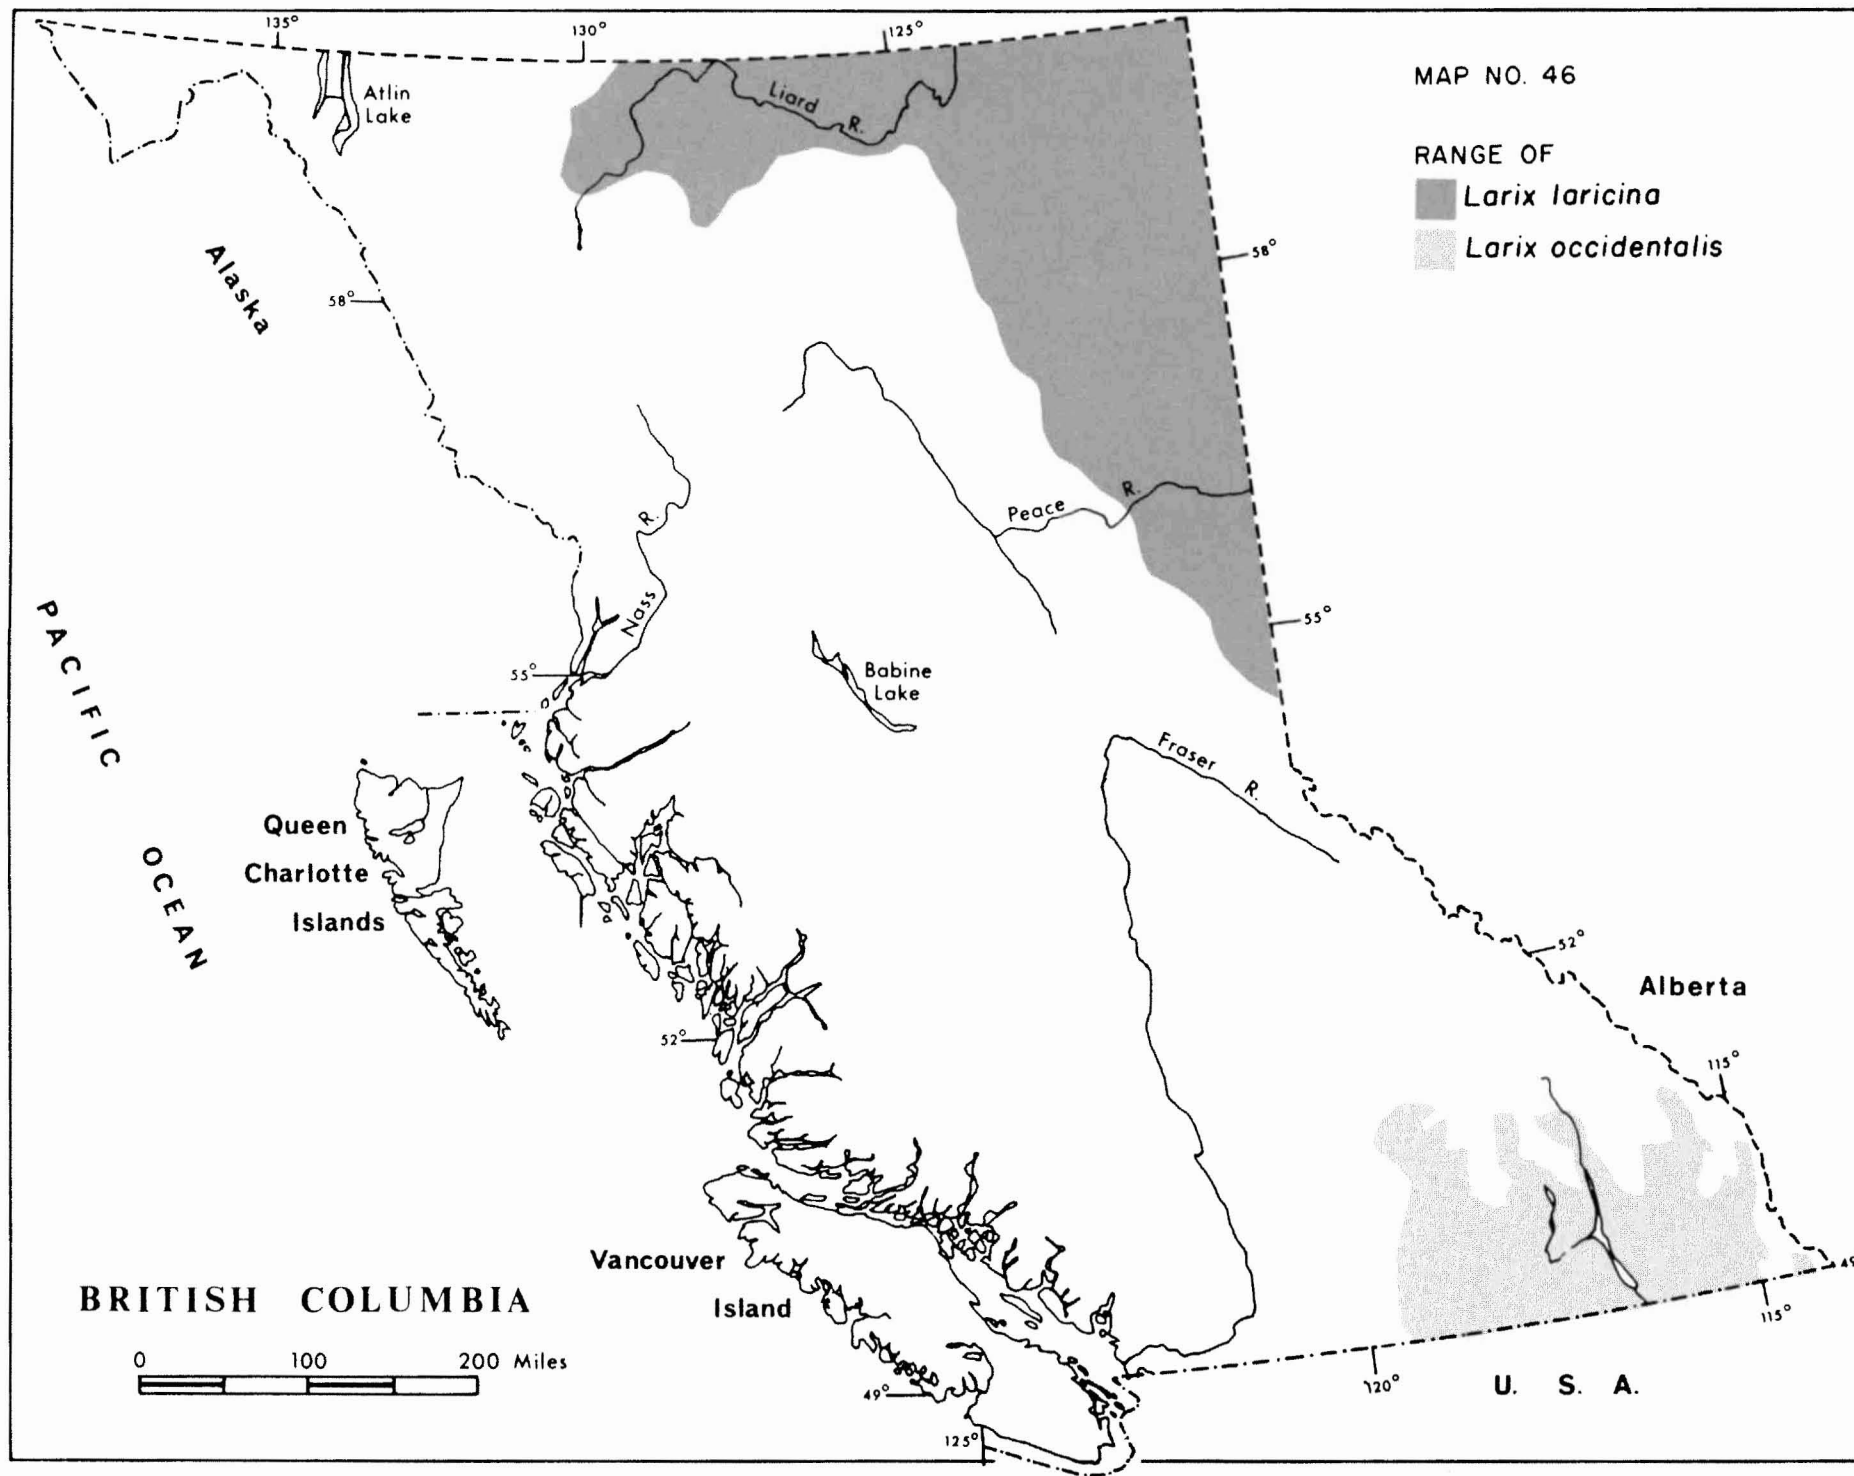 135°
130°
125°
MAP NO. 46
Atlin
Lake
Liard R.
RANGE OF
Larix laricina
Larix occidentalis
58°
Alaska
58°
Peace R.
Nass R.
55°
55°
PACIFIC OCEAN
Babine
Lake
Fraser R.
Queen
Charlotte
Islands
52°
Alberta
52°
115°
Vancouver
Island
49°
BRITISH COLUMBIA
115°
0 100 200 Miles
120°
U. S. A.
49°
125°